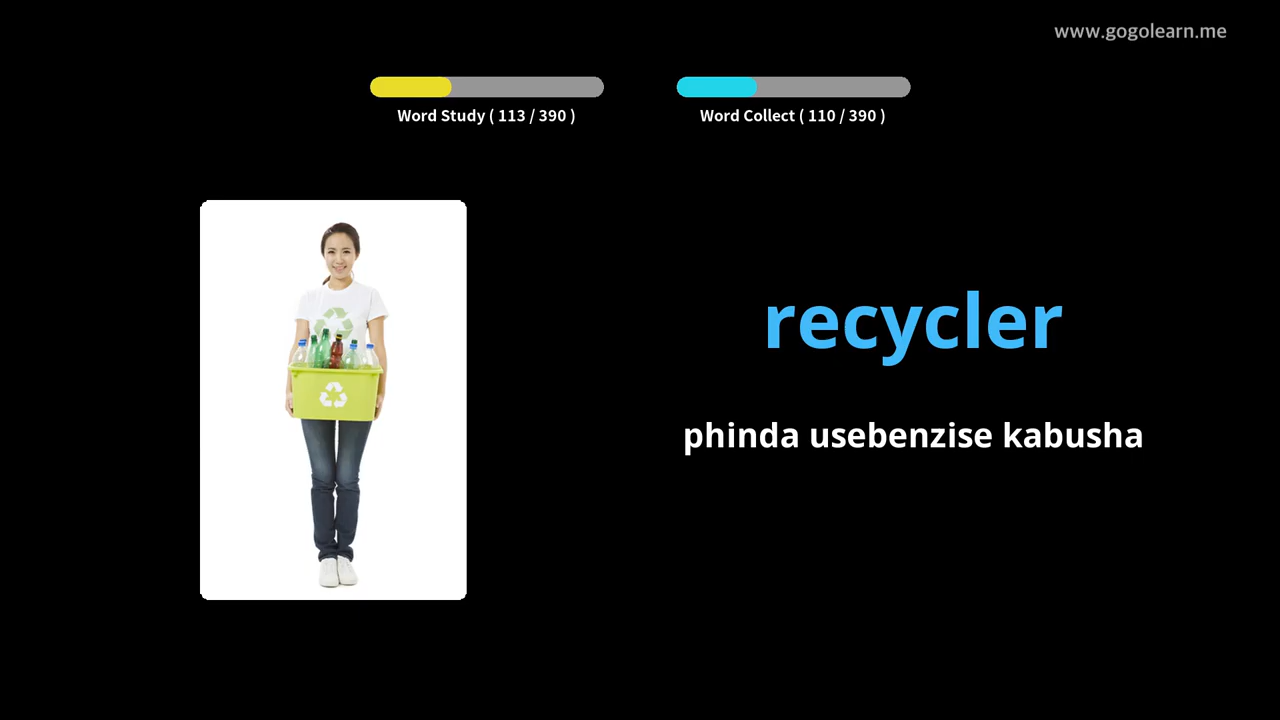 www.gogolearn.me
Word Study ( 113 / 390 )
Word Collect ( 110 / 390 )
recycler
phinda usebenzise kabusha